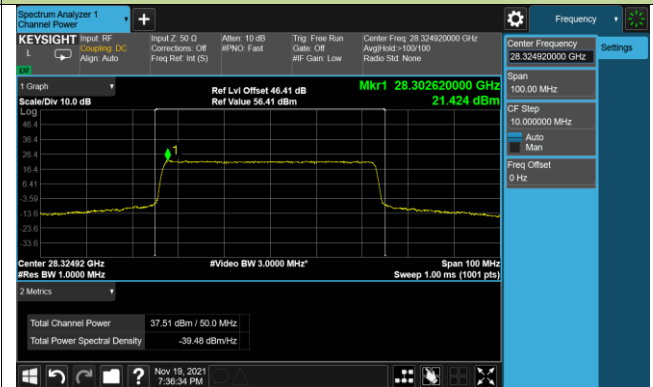 Spectrum Analyzer 1
Channel Power
+
Frequency
KEYSIGHT
L
Input: RF
Coupling: DC
Align: Auto
Input Z: 50 Ω
Corrections: Off
Freq Ref: Int (S)
Atten: 10 dB
#PNO: Fast
Trig: Free Run
Gate: Off
#IF Gain: Low
Center Freq: 28.324920000 GHz
Avg|Hold:>100/100
Radio Std: None
Center Frequency
28.324920000 GHz
Settings
Span
100.00 MHz
CF Step
10.000000 MHz
Auto
Man
Freq Offset
0 Hz
1 Graph
Scale/Div 10.0 dB
Ref Lvl Offset 46.41 dB
Ref Value 56.41 dBm
Mkr1 28.302620000 GHz
21.424 dBm
Log
46.4
36.4
26.4
16.4
6.41
-3.59
-13.6
-23.6
-33.6
1
Center 28.32492 GHz
#Res BW 1.0000 MHz
#Video BW 3.0000 MHz*
Span 100 MHz
Sweep 1.00 ms (1001 pts)
2 Metrics
Total Channel Power 37.51 dBm / 50.0 MHz
Total Power Spectral Density -39.48 dBm/Hz
?
Nov 19, 2021
7:36:34 PM